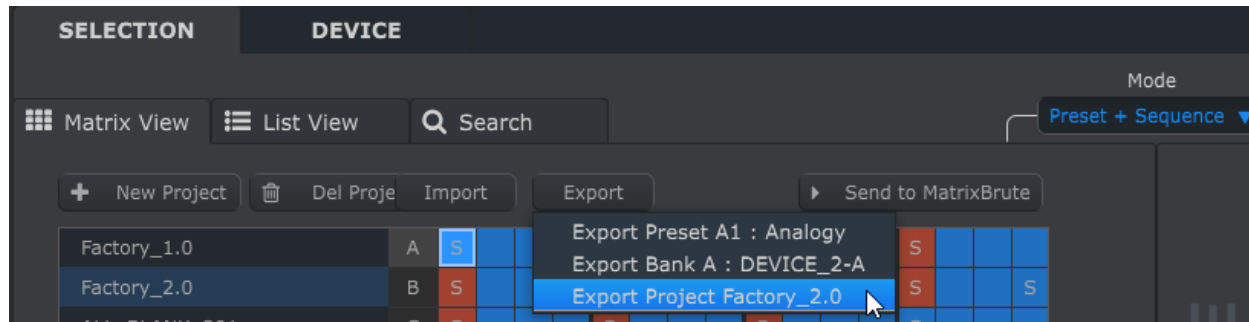 SELECTION DEVICE
Mode
Matrix View List View Search Preset + Sequence
New Project Del Proje Import Export Send to MatrixBrute
Export Preset A1 : Analogy
Factory_1.0 A S S
Export Bank A : DEVICE_2-A
Factory_2.0 B S S S
Export Project Factory_2.0